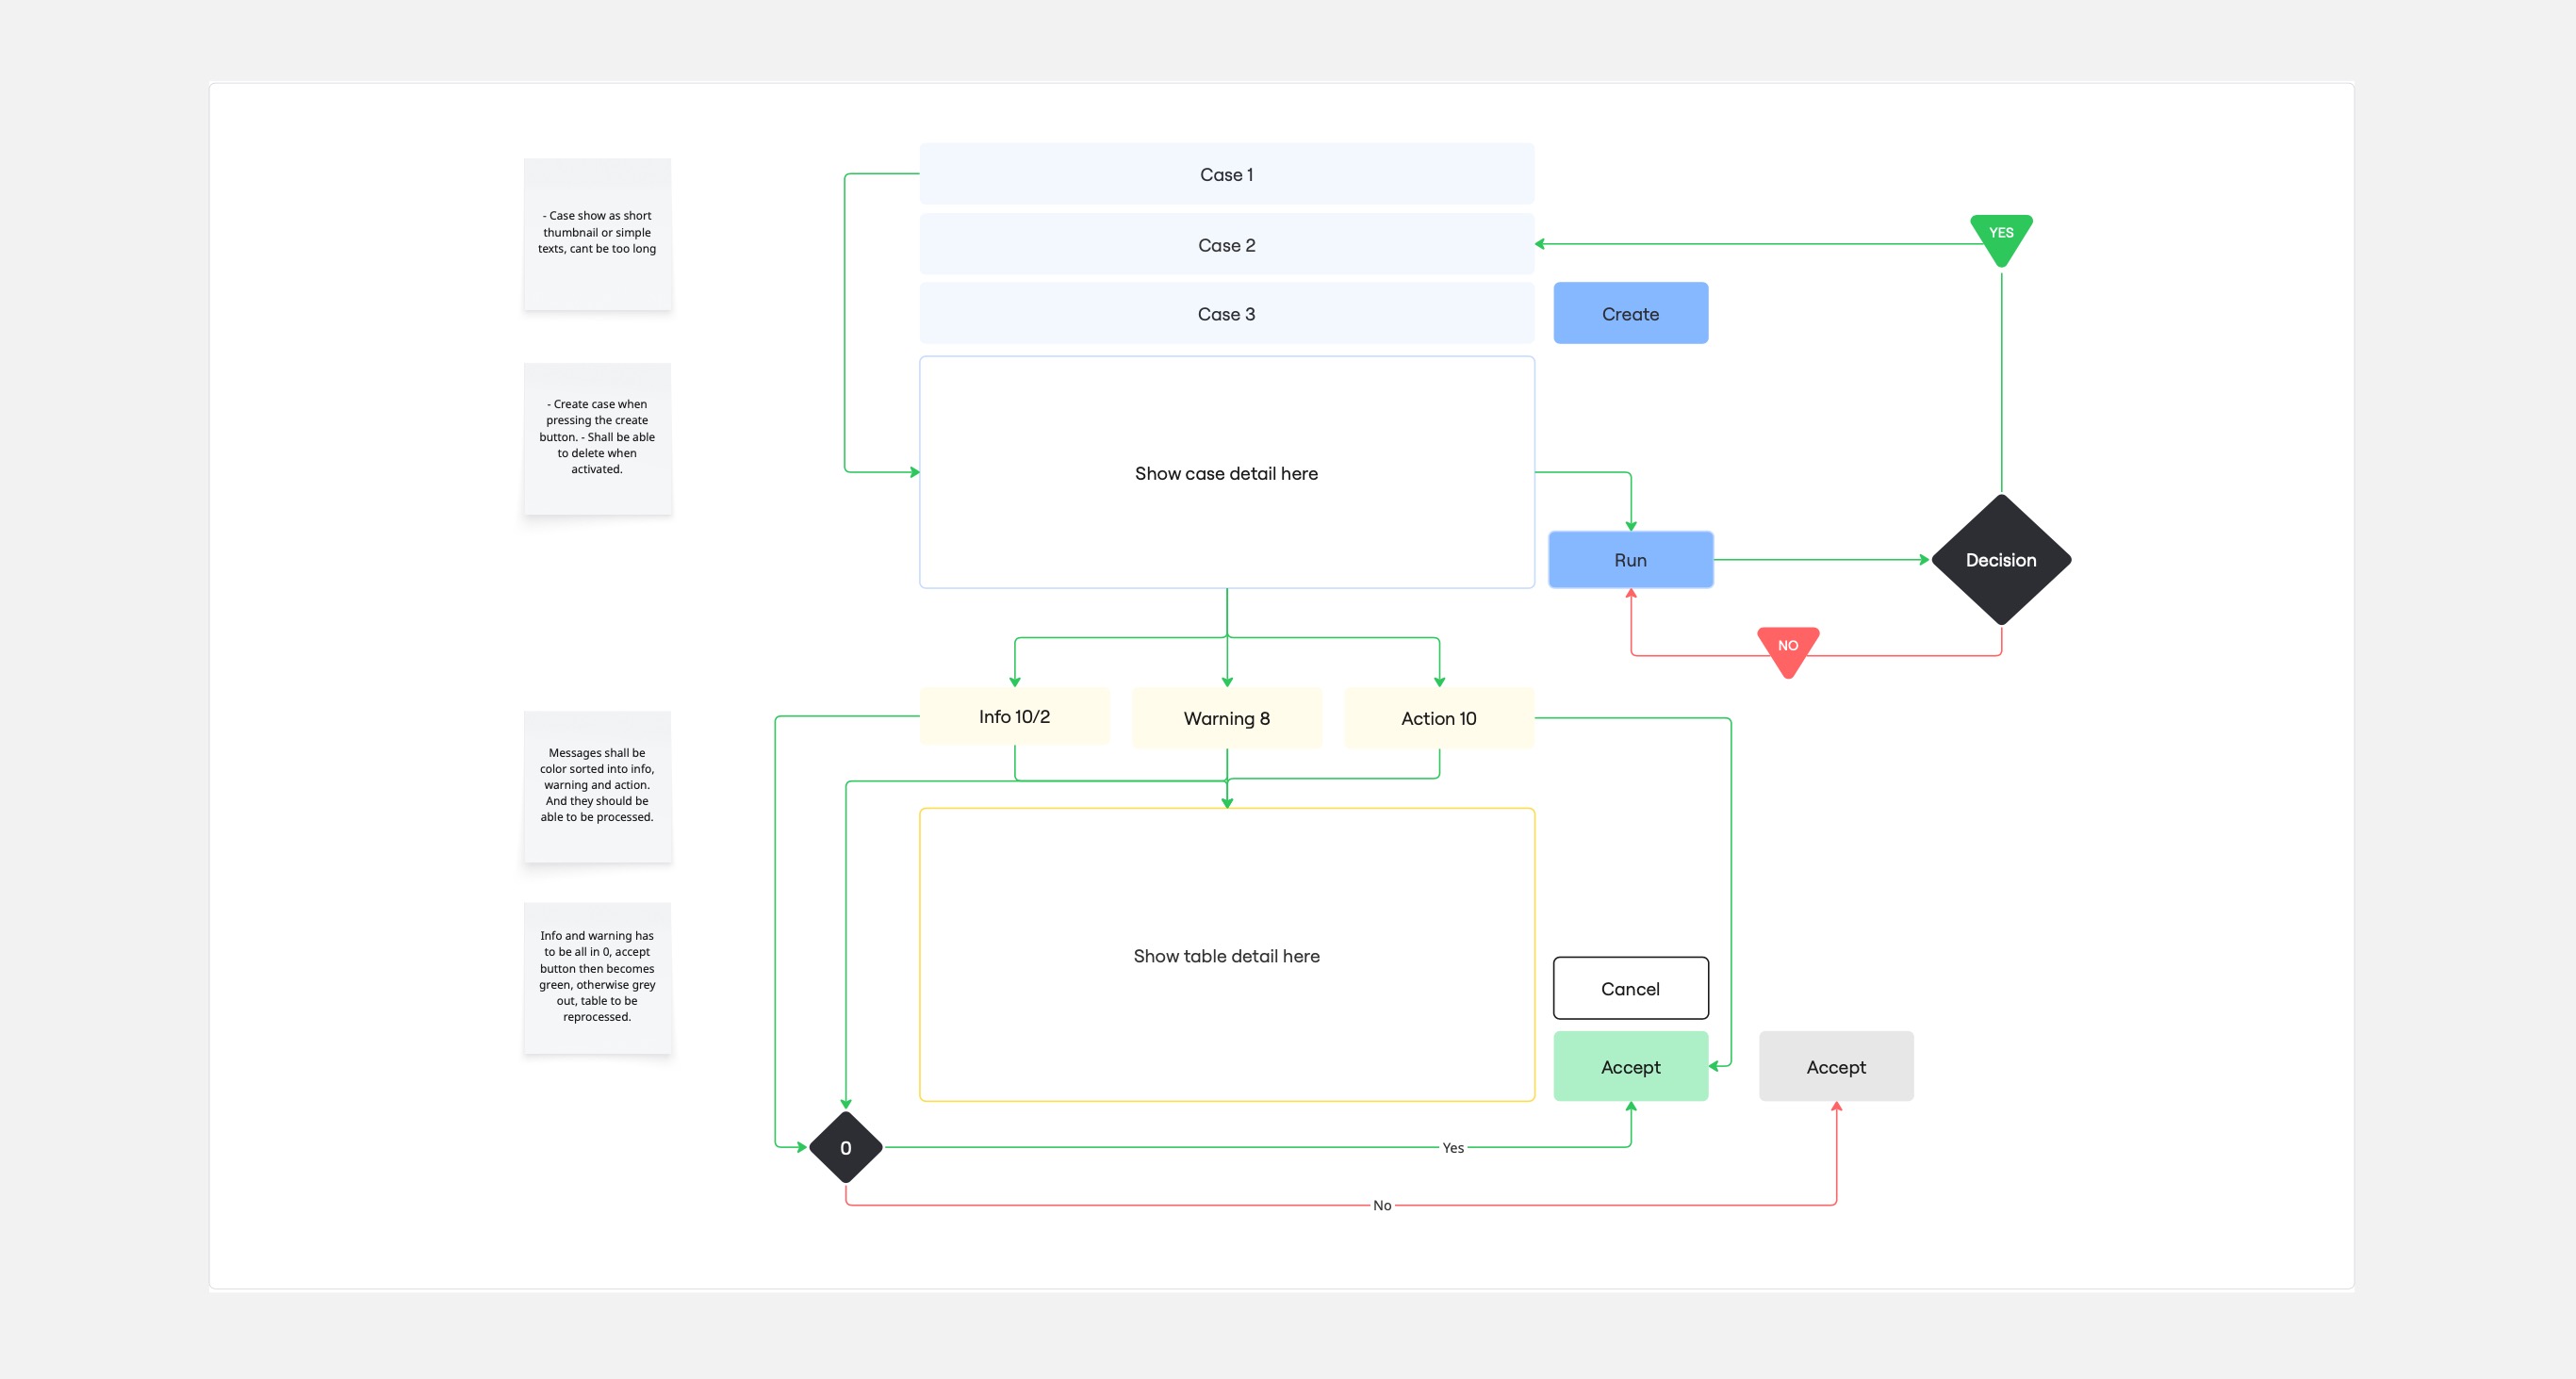 - Case show as short
thumbnail or simple
texts, cant be too long
- Create case when
pressing the create
button. - Shall be able
to delete when
activated.
Messages shall be
color sorted into info,
warning and action.
And they should be
able to be processed.
Info and warning has
to be all in 0, accept
button then becomes
green, otherwise grey
out, table to be
reprocessed.
Case 1
Case 2
YES
Case 3
Create
Show case detail here
Run
Decision
NO
Info 10/2
Warning 8
Action 10
Show table detail here
Cancel
Accept
Accept
0
Yes
No